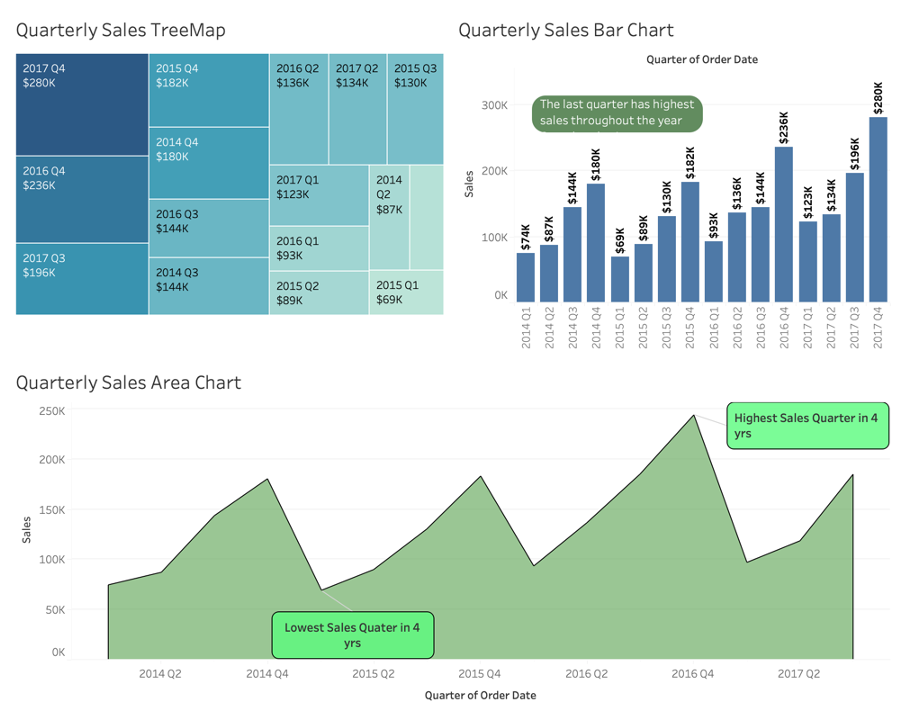 Quarterly Sales TreeMap
2017 Q4
$280K
2016 Q4
$236K
2017 Q3
$196K
2015 Q4
$182K
2014 Q4
$180K
2016 Q3
$144K
2014 Q3
$144K
2016 Q2
$136K
2017 Q2
$134K
2015 Q3
$130K
2017 Q1
$123K
2016 Q1
$93K
2015 Q2
$89K
2014
Q2
$87K
2015 Q1
$69K
Quarterly Sales Bar Chart
Quarter of Order Date
The last quarter has highest
sales throughout the year
Sales
300K
200K
100K
0K
$74K
$87K
$144K
$180K
$69K
$89K
$130K
$182K
$93K
$136K
$144K
$236K
$123K
$134K
$196K
$280K
2014 Q1
2014 Q2
2014 Q3
2014 Q4
2015 Q1
2015 Q2
2015 Q3
2015 Q4
2016 Q1
2016 Q2
2016 Q3
2016 Q4
2017 Q1
2017 Q2
2017 Q3
2017 Q4
Quarterly Sales Area Chart
Sales
250K
200K
150K
100K
50K
0K
Highest Sales Quarter in 4
yrs
Lowest Sales Quater in 4
yrs
2014 Q2
2014 Q4
2015 Q2
2015 Q4
2016 Q2
2016 Q4
2017 Q2
Quarter of Order Date